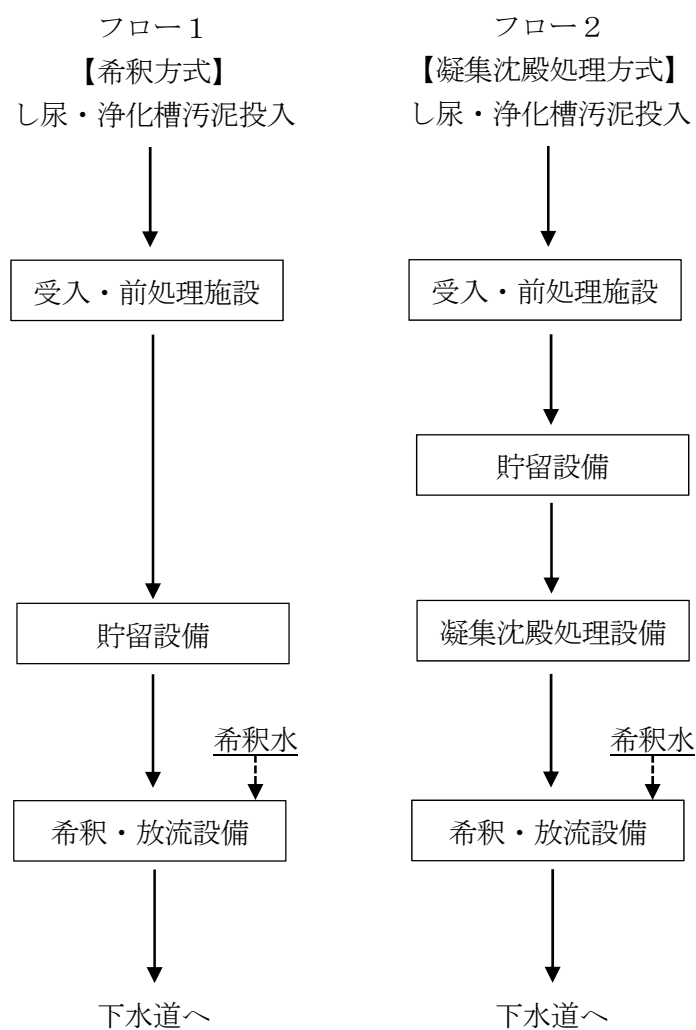 フロー１
【希釈方式】
し尿・浄化槽汚泥投入
受入・前処理施設
貯留設備
希釈水
希釈・放流設備
下水道へ
フロー２
【凝集沈殿処理方式】
し尿・浄化槽汚泥投入
受入・前処理施設
貯留設備
凝集沈殿処理設備
希釈水
希釈・放流設備
下水道へ